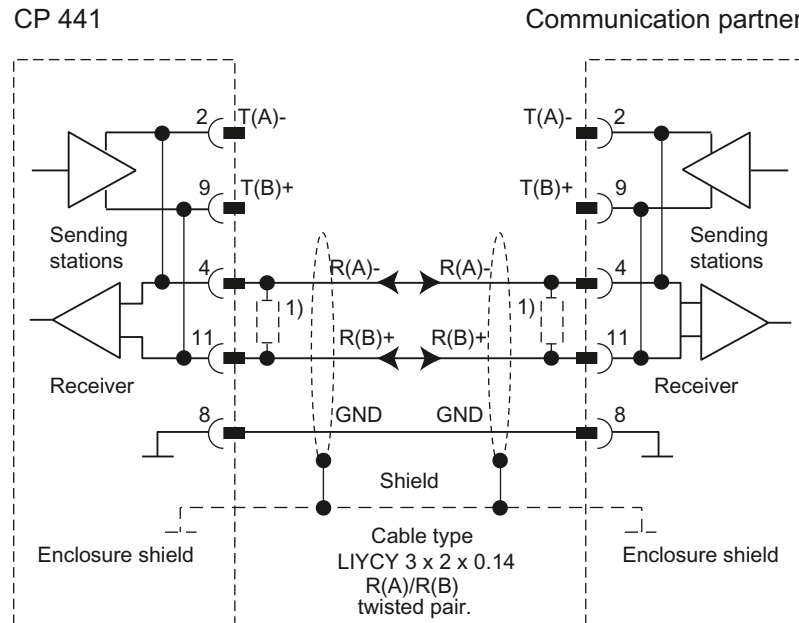 CP 441
Communication partner
2 T(A)- T(A)- 2
9 T(B)+ T(B)+ 9
Sending
stations
Sending
stations
4 R(A)- R(A)- 4
1) 1)
11 R(B)+ R(B)+ 11
Receiver
Receiver
8 GND GND 8
Shield
Enclosure shield
Enclosure shield
Cable type
LIYCY 3 x 2 x 0.14
R(A)/R(B)
twisted pair.